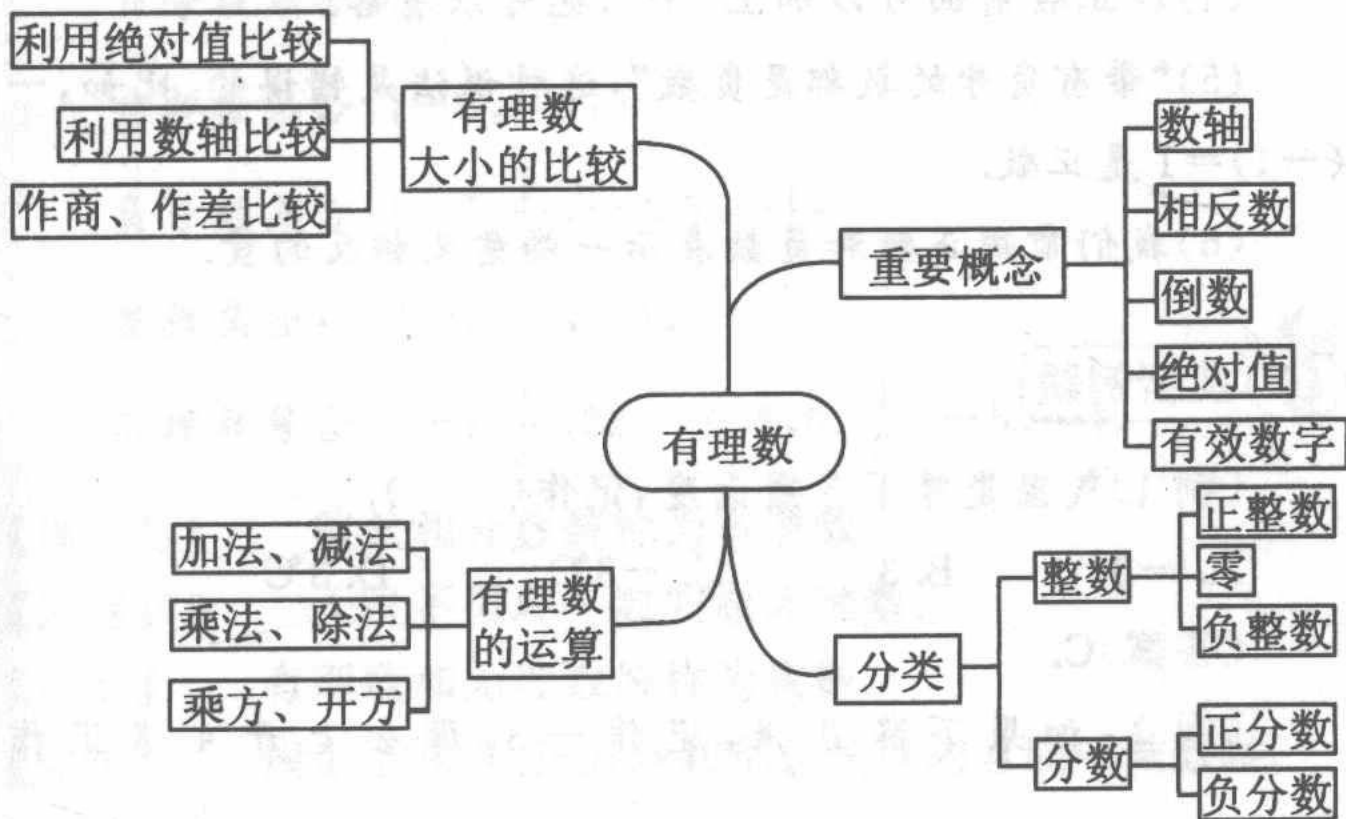 利用绝对值比较
利用数轴比较
作商、作差比较
有理数
大小的比较
重要概念
数轴
相反数
倒数
绝对值
有效数字
有理数
加法、减法
乘法、除法
乘方、开方
有理数
的运算
分类
整数
正整数
零
负整数
分数
正分数
负分数